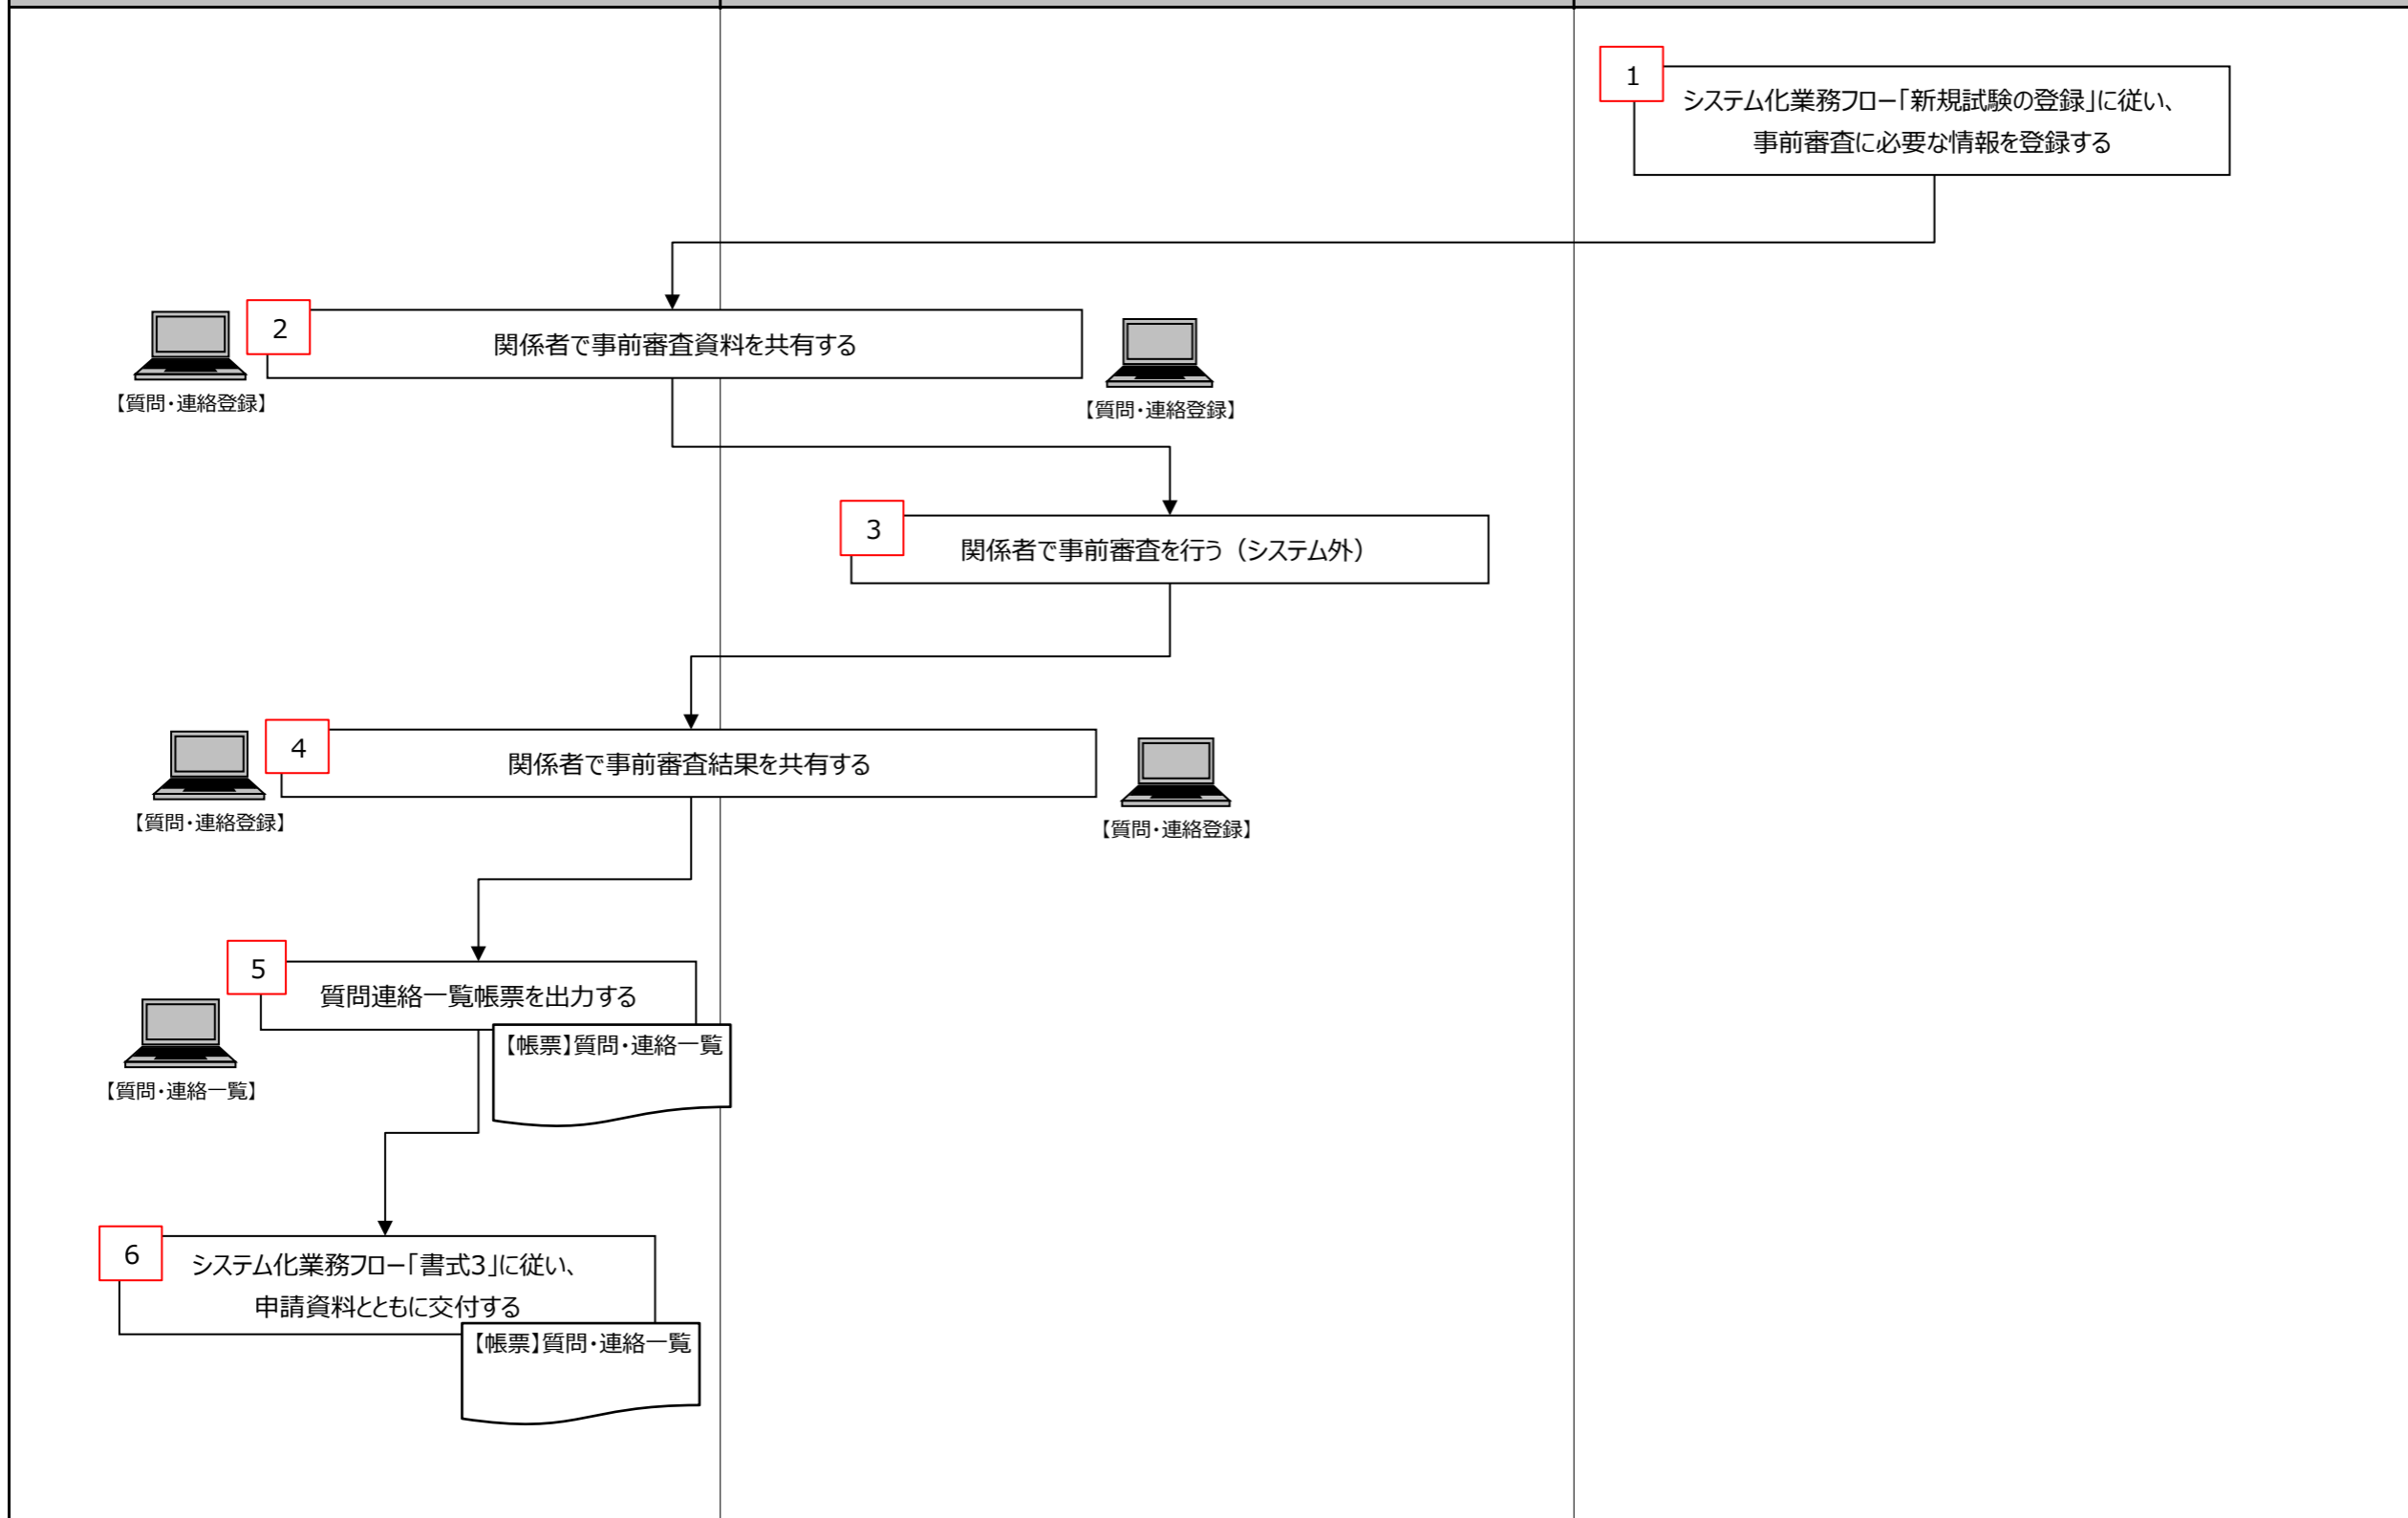 1
システム化業務フロー「新規試験の登録」に従い、
事前審査に必要な情報を登録する
2
関係者で事前審査資料を共有する
【質問・連絡登録】
【質問・連絡登録】
3
関係者で事前審査を行う（システム外）
4
関係者で事前審査結果を共有する
【質問・連絡登録】
【質問・連絡登録】
5
質問連絡一覧帳票を出力する
【帳票】質問・連絡一覧
【質問・連絡一覧】
6
システム化業務フロー「書式3」に従い、
申請資料とともに交付する
【帳票】質問・連絡一覧